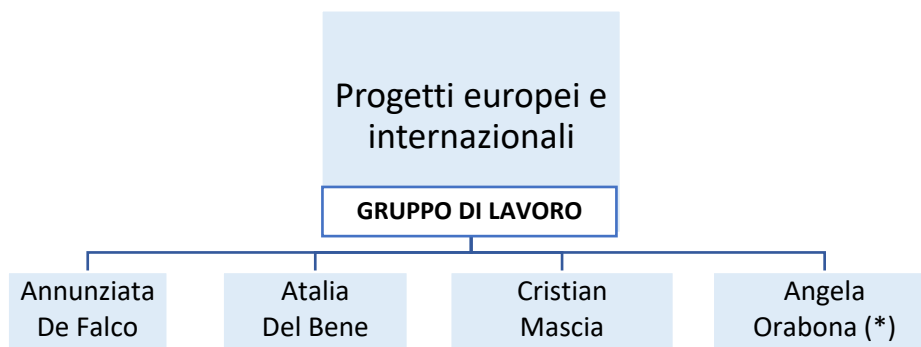 Progetti europei e
internazionali
GRUPPO DI LAVORO
Annunziata
De Falco
Atalia
Del Bene
Cristian
Mascia
Angela
Orabona (*)